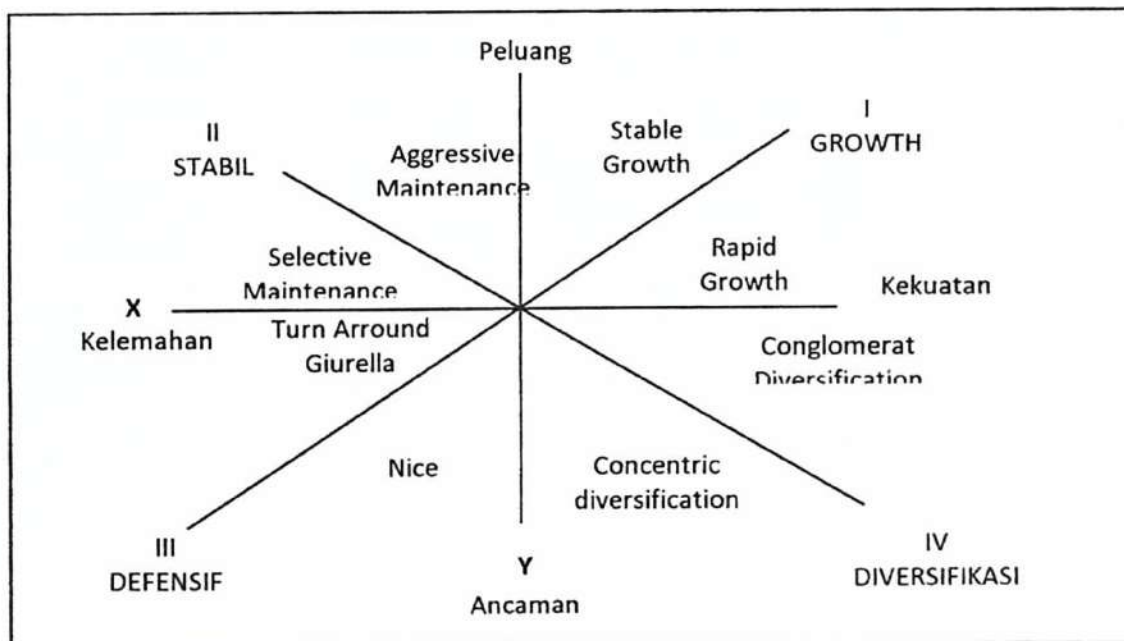 Peluang
I
GROWTH
Stable
Growth
II
STABIL
Aggressive
Maintenance
Rapid
Growth
Kekuatan
Selective
Maintenance
X
Kelemahan
Turn Arround
Giurella
Conglomerat
Diversification
Nice
Concentric
diversification
III
DEFENSIF
Y
Ancaman
IV
DIVERSIFIKASI